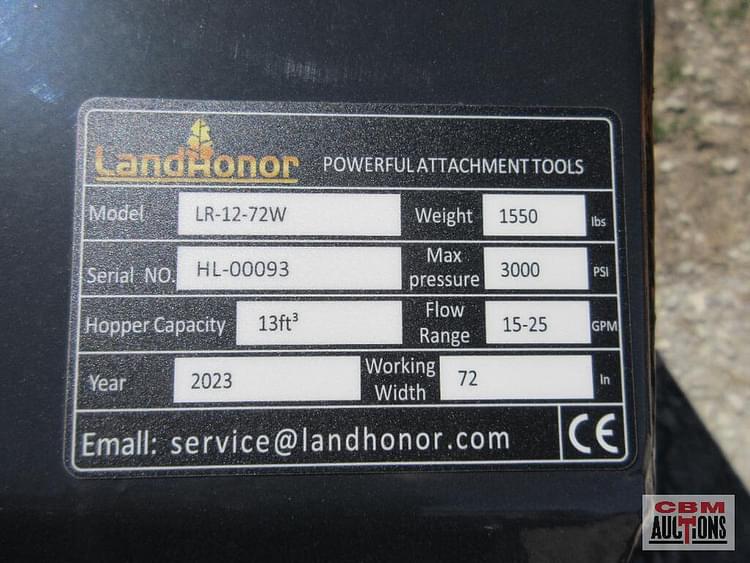 LandHonor POWERFUL ATTACHMENT TOOLS
Model LR-12-72W Weight 1550 lbs
Serial NO. HL-00093 Max pressure 3000 PSI
Hopper Capacity 13ft³ Flow Range 15-25 GPM
Year 2023 Working Width 72 In
Emall: service@landhonor.com CE
CBM
AUCTIONS